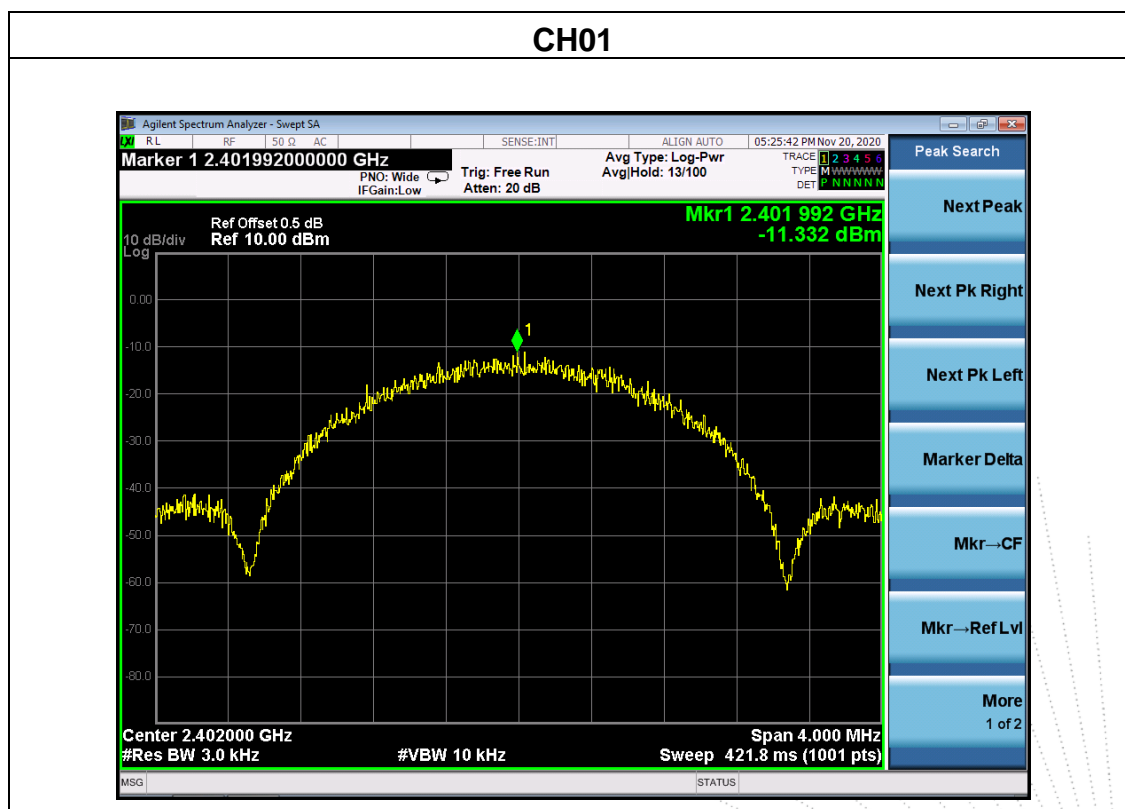 CH01
Agilent Spectrum Analyzer - Swept SA
LXI RL RF 50 Ω AC SENSE:INT ALIGN AUTO 05:25:42 PM Nov 20, 2020
Marker 1 2.401992000000 GHz
PNO: Wide
IFGain:Low
Trig: Free Run
Atten: 20 dB
Avg Type: Log-Pwr
Avg|Hold: 13/100
TRACE 1 2 3 4 5 6
TYPE M W W W W W
DET P N N N N N
Ref Offset 0.5 dB
Ref 10.00 dBm
10 dB/div
Log
Mkr1 2.401 992 GHz
-11.332 dBm
1
0.00
-10.0
-20.0
-30.0
-40.0
-50.0
-60.0
-70.0
-80.0
Center 2.402000 GHz
Span 4.000 MHz
#Res BW 3.0 kHz
#VBW 10 kHz
Sweep 421.8 ms (1001 pts)
MSG
STATUS
Peak Search
Next Peak
Next Pk Right
Next Pk Left
Marker Delta
Mkr→CF
Mkr→Ref Lvl
More
1 of 2